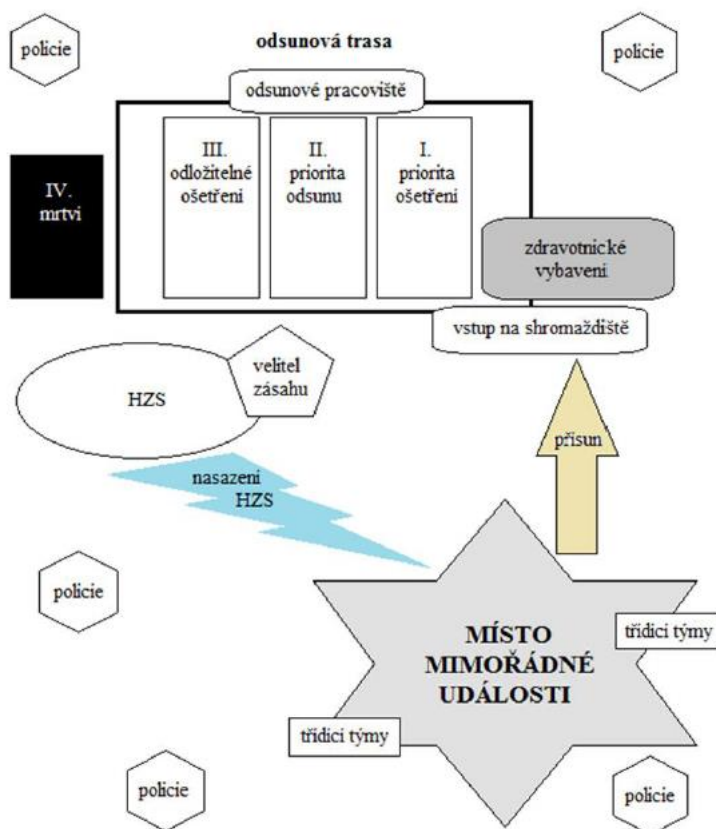 policie
odsunová trasa
policie
odsunové pracoviště
IV.
mrtvi
III.
odložitelné
ošetření
II.
priorita
odsunu
I.
priorita
ošetření
zdravotnické
vybavení
vstup na shromaždiště
HZS
velitel
zásahu
přísun
nasazení
HZS
policie
MÍSTO
MIMOŘÁDNÉ
UDÁLOSTI
třídicí týmy
třídicí týmy
policie
policie